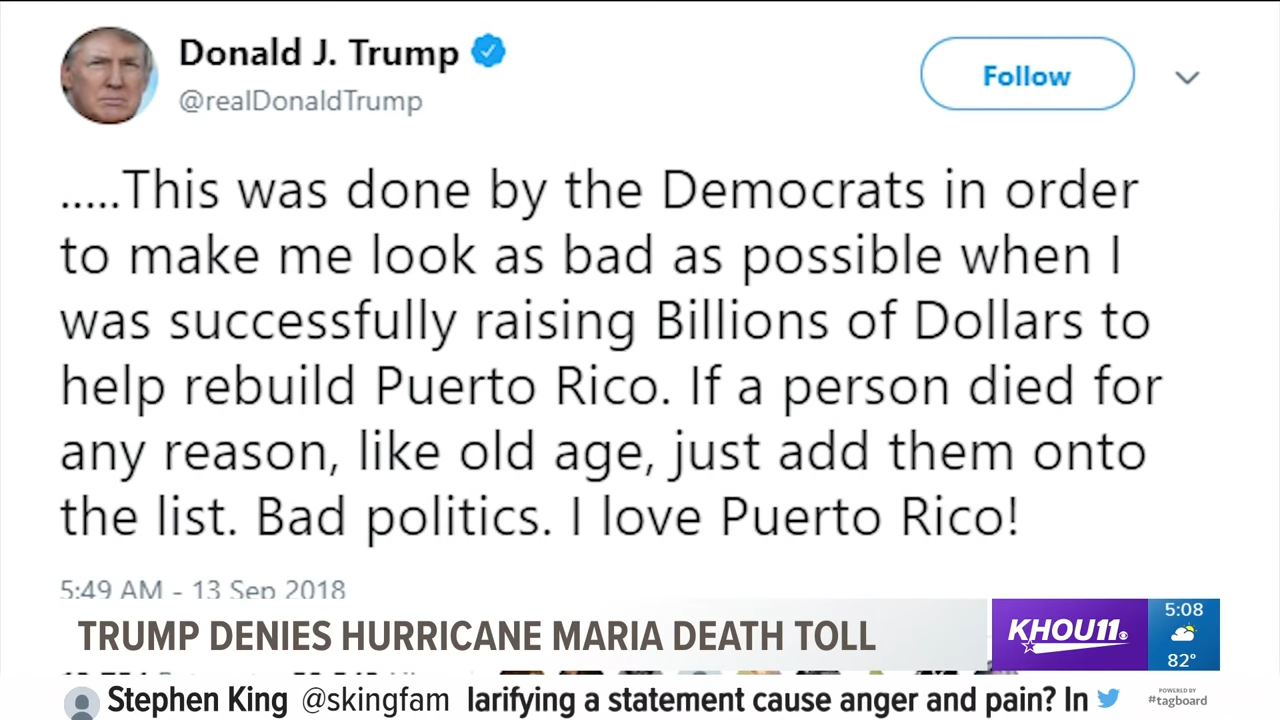 Donald J. Trump
@realDonaldTrump
Follow
.....This was done by the Democrats in order
to make me look as bad as possible when I
was successfully raising Billions of Dollars to
help rebuild Puerto Rico. If a person died for
any reason, like old age, just add them onto
the list. Bad politics. I love Puerto Rico!
5:49 AM - 13 Sep 2018
TRUMP DENIES HURRICANE MARIA DEATH TOLL
KHOU11
5:08
82°
Stephen King @skingfam larifying a statement cause anger and pain? In
POWERED BY
#tagboard